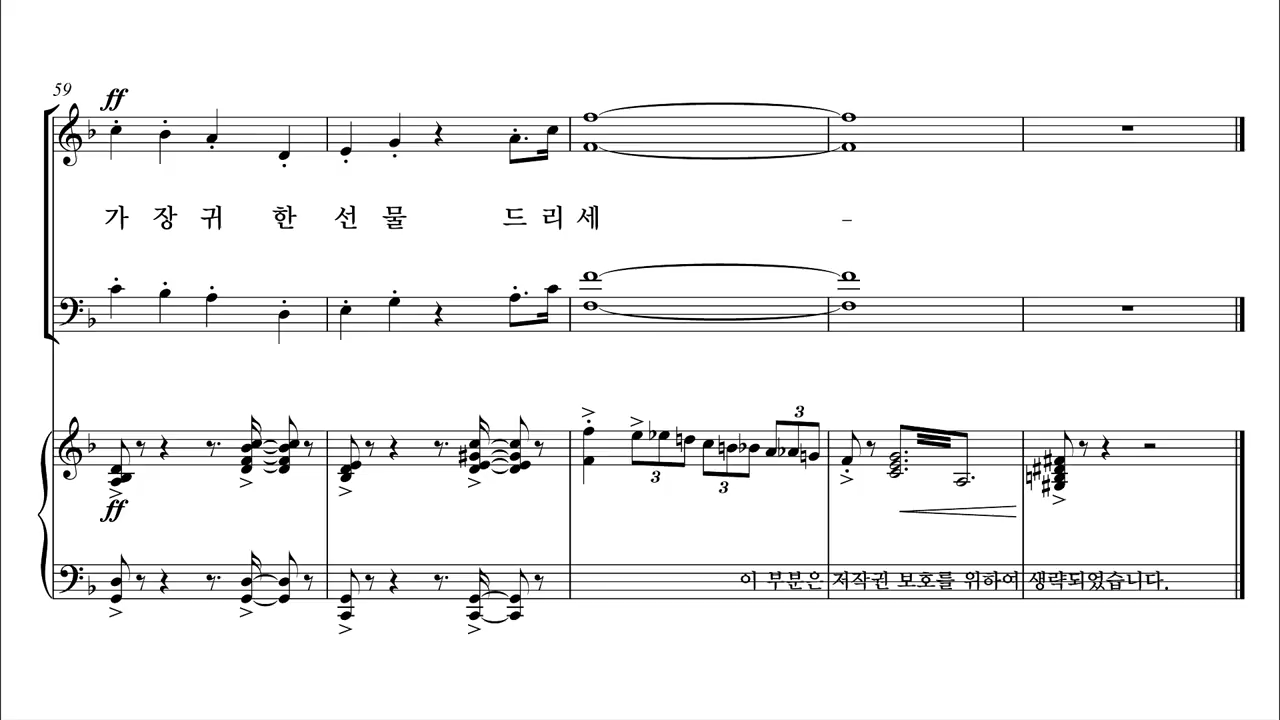 59
ff
가 장 귀 한 선 물 드 리 세 -
3
3 3
ff
이 부분은 저작권 보호를 위하여 생략되었습니다.